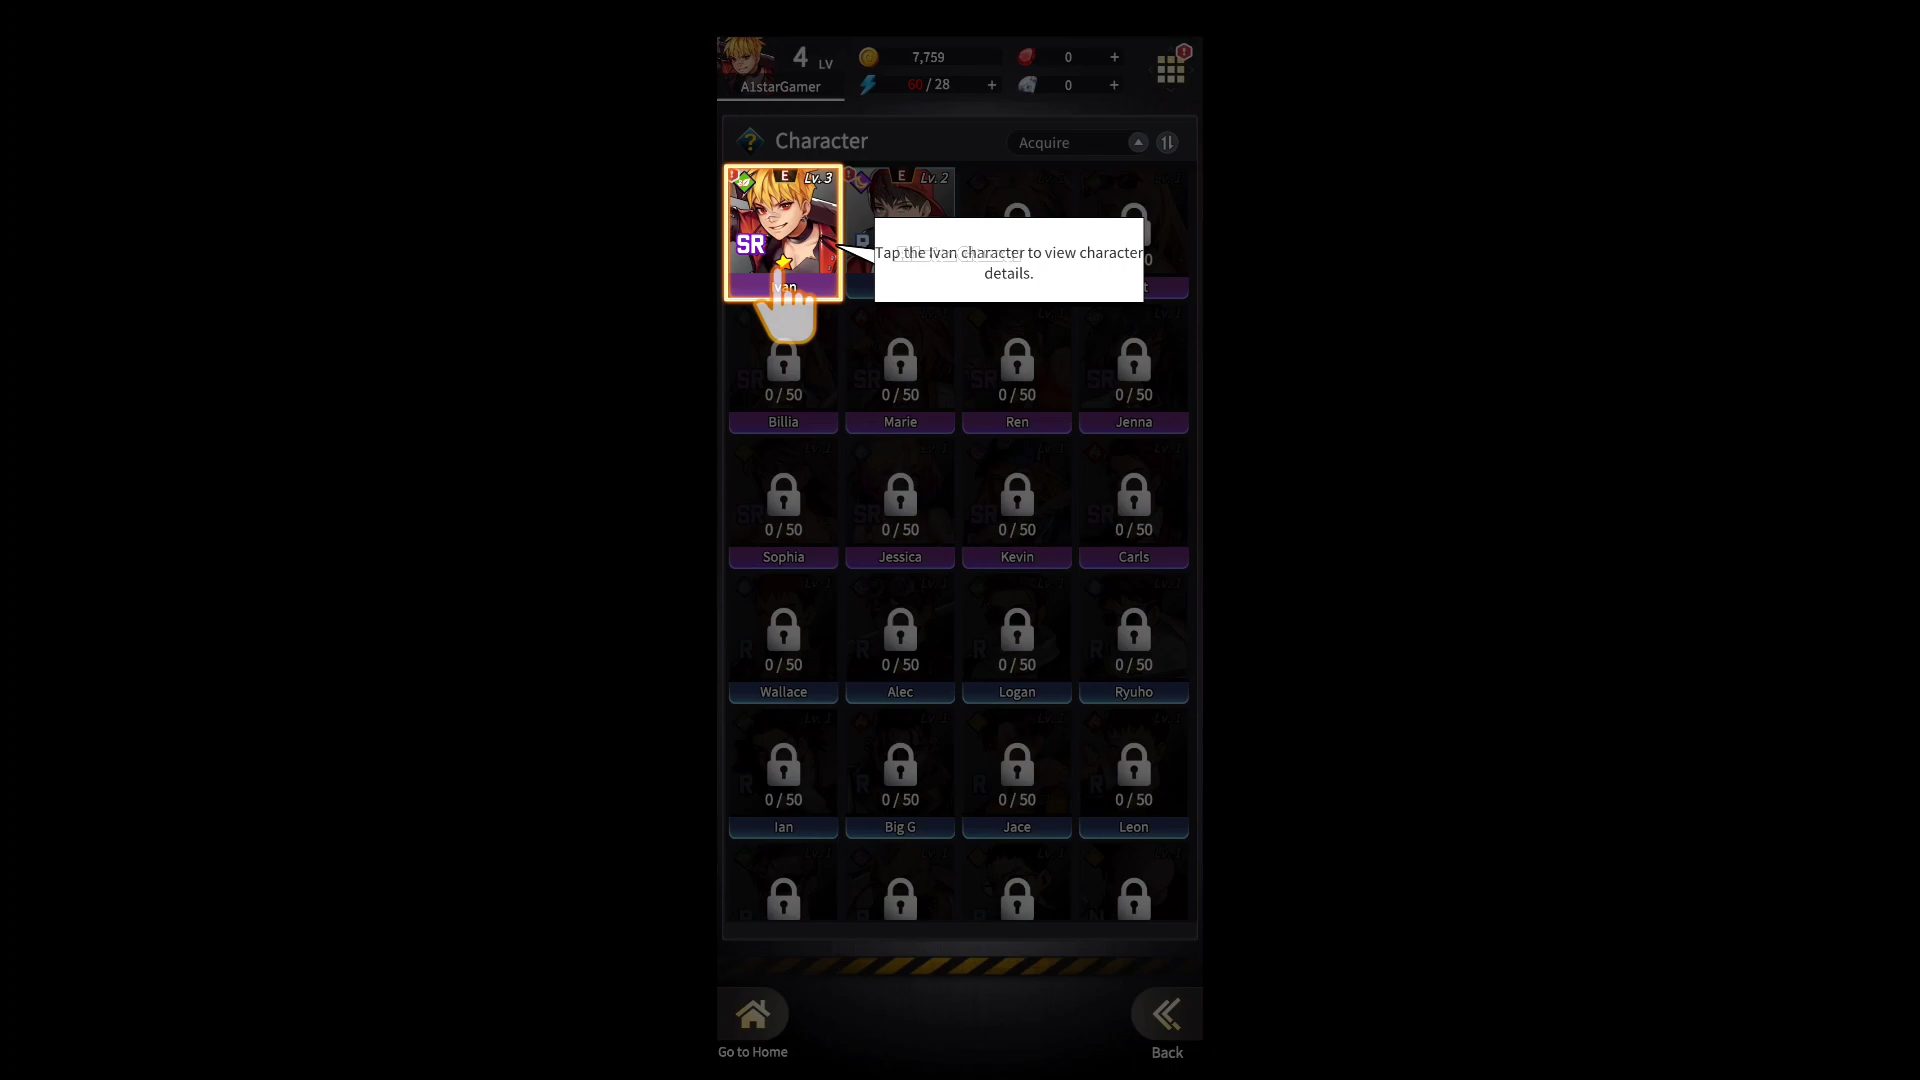 4 LV
7,759
0 +
A1starGamer
60 / 28 +
0 +
Character
Acquire
E Lv. 3
E Lv. 2
SR
Tap the Ivan character to view character
details.
Ivan
0 / 50
0 / 50
0 / 50
0 / 50
Billia
Marie
Ren
Jenna
0 / 50
0 / 50
0 / 50
0 / 50
Sophia
Jessica
Kevin
Carls
0 / 50
0 / 50
0 / 50
0 / 50
Wallace
Alec
Logan
Ryuho
0 / 50
0 / 50
0 / 50
0 / 50
Ian
Big G
Jace
Leon
Go to Home
Back